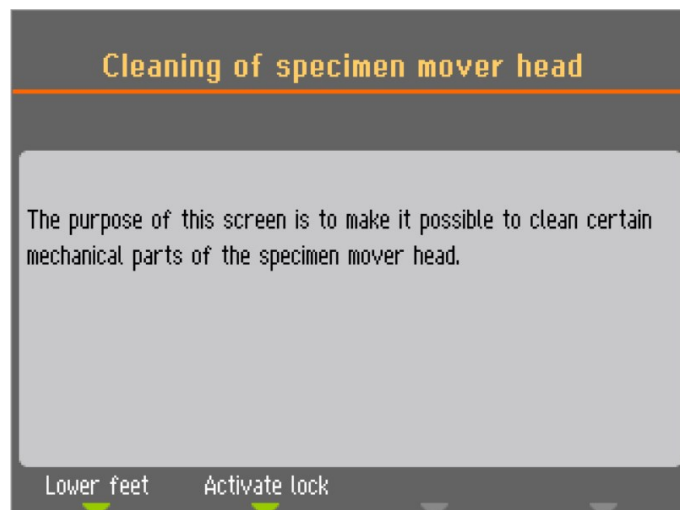 Cleaning of specimen mover head
The purpose of this screen is to make it possible to clean certain
mechanical parts of the specimen mover head.
Lower feet Activate lock